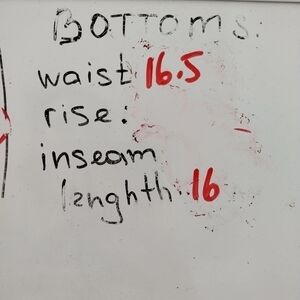 BOTTOMS:
waist 16.5
rise:
inseam
lenghth: 16